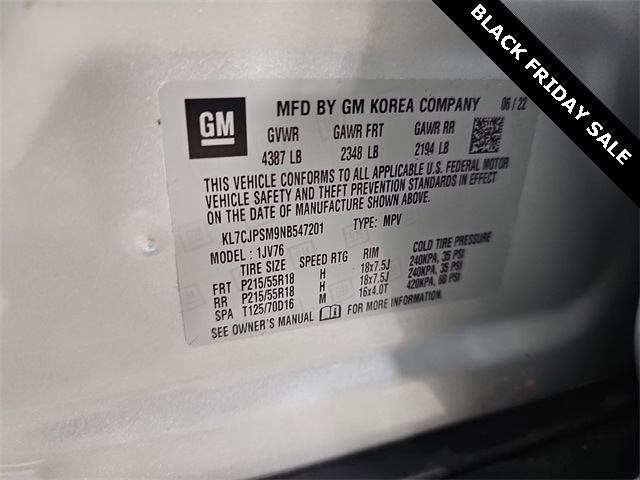 BLACK FRIDAY SALE
GM
MFD BY GM KOREA COMPANY 06/22
GVWR GAWR FRT GAWR RR
4387 LB 2348 LB 2194 LB
THIS VEHICLE CONFORMS TO ALL APPLICABLE U.S. FEDERAL MOTOR
VEHICLE SAFETY AND THEFT PREVENTION STANDARDS IN EFFECT
ON THE DATE OF MANUFACTURE SHOWN ABOVE.
KL7CJPSM9NB547201 TYPE: MPV
MODEL: 1JV76
TIRE SIZE SPEED RTG RIM COLD TIRE PRESSURE
FRT P215/55R18 H 18x7.5J 240KPA, 35 PSI
RR P215/55R18 H 18x7.5J 240KPA, 35 PSI
SPA T125/70D16 M 16x4.0T 420KPA, 60 PSI
SEE OWNER'S MANUAL FOR MORE INFORMATION